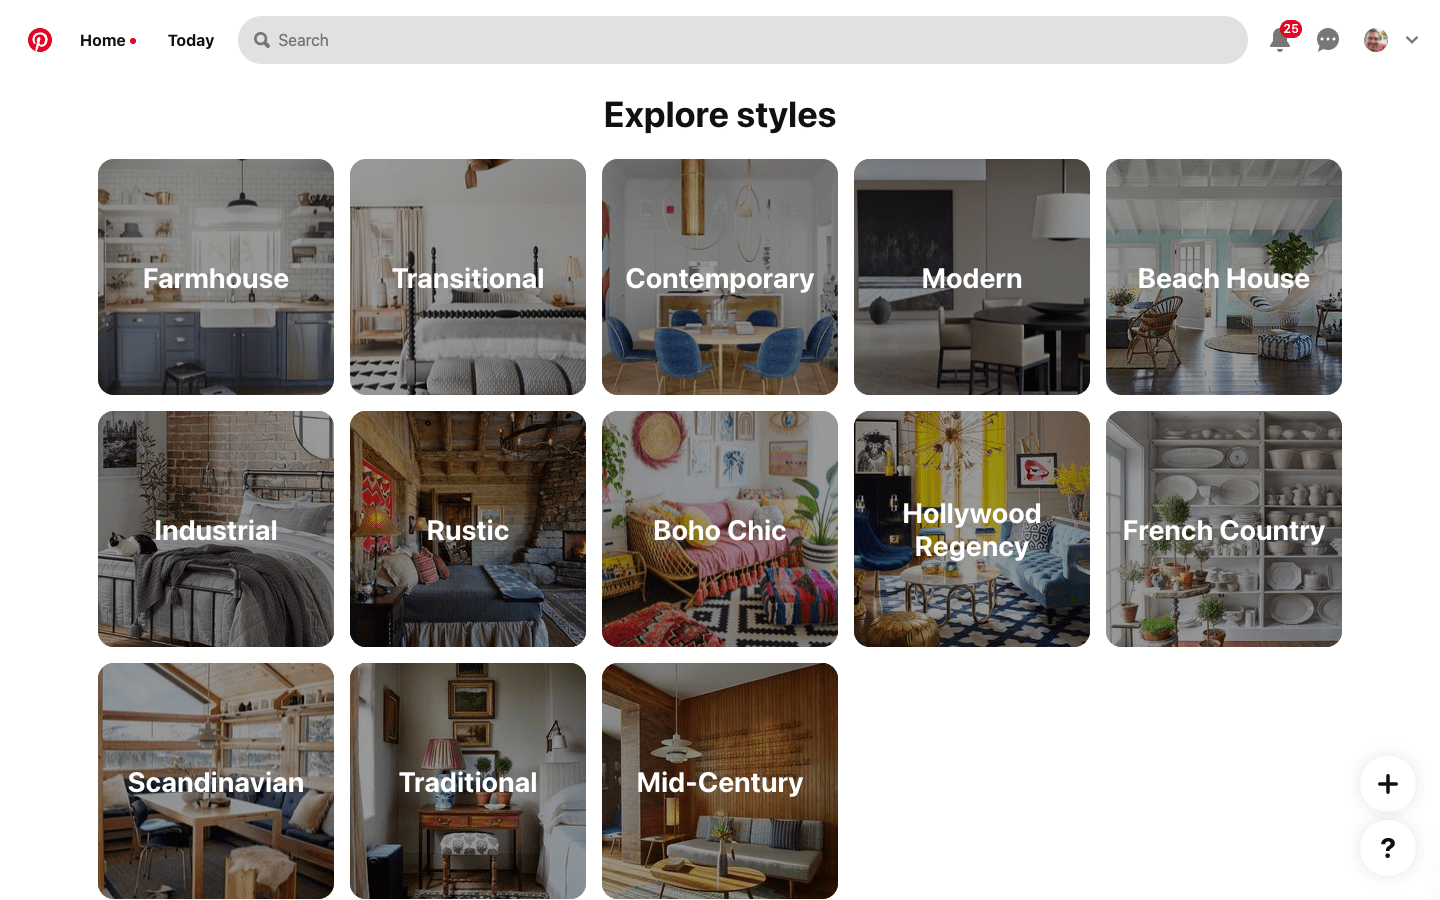 Home
Today
Search
25
Explore styles
Farmhouse
Transitional
Contemporary
Modern
Beach House
Industrial
Rustic
Boho Chic
Hollywood
Regency
French Country
Scandinavian
Traditional
Mid-Century
+
?